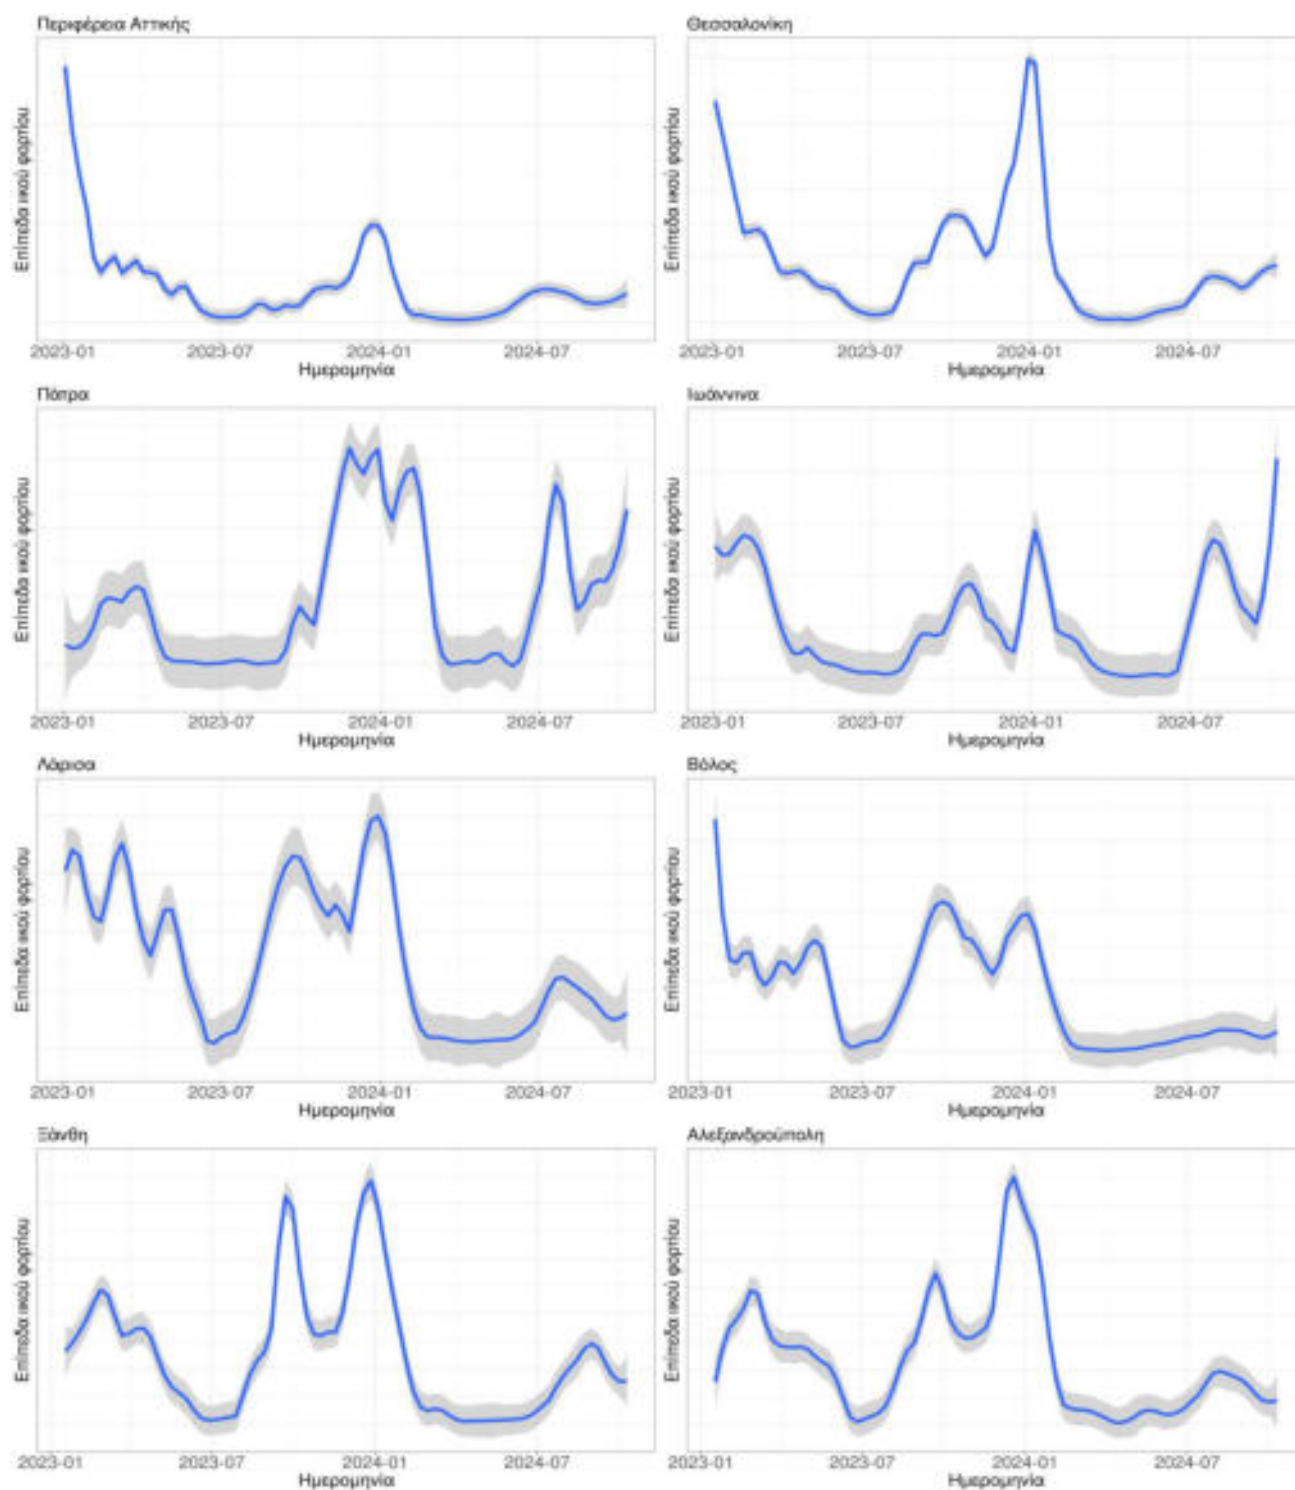 Περιφέρεια Αττικής
Επίπεδα ιικού φορτίου
2023-01 2023-07 2024-01 2024-07
Ημερομηνία
Θεσσαλονίκη
Επίπεδα ιικού φορτίου
2023-01 2023-07 2024-01 2024-07
Ημερομηνία
Πάτρα
Επίπεδα ιικού φορτίου
2023-01 2023-07 2024-01 2024-07
Ημερομηνία
Ιωάννινα
Επίπεδα ιικού φορτίου
2023-01 2023-07 2024-01 2024-07
Ημερομηνία
Λάρισα
Επίπεδα ιικού φορτίου
2023-01 2023-07 2024-01 2024-07
Ημερομηνία
Βόλος
Επίπεδα ιικού φορτίου
2023-01 2023-07 2024-01 2024-07
Ημερομηνία
Ξάνθη
Επίπεδα ιικού φορτίου
2023-01 2023-07 2024-01 2024-07
Ημερομηνία
Αλεξανδρούπολη
Επίπεδα ιικού φορτίου
2023-01 2023-07 2024-01 2024-07
Ημερομηνία